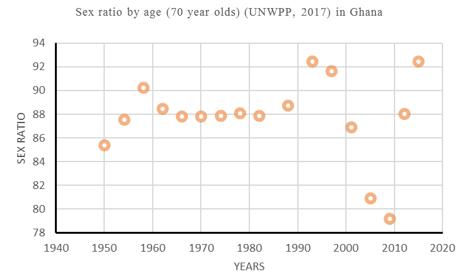 Sex ratio by age (70 year olds) (UNWPP, 2017) in Ghana
94
92
90
88
86
84
82
80
78
SEX RATIO
1940 1950 1960 1970 1980 1990 2000 2010 2020
YEARS